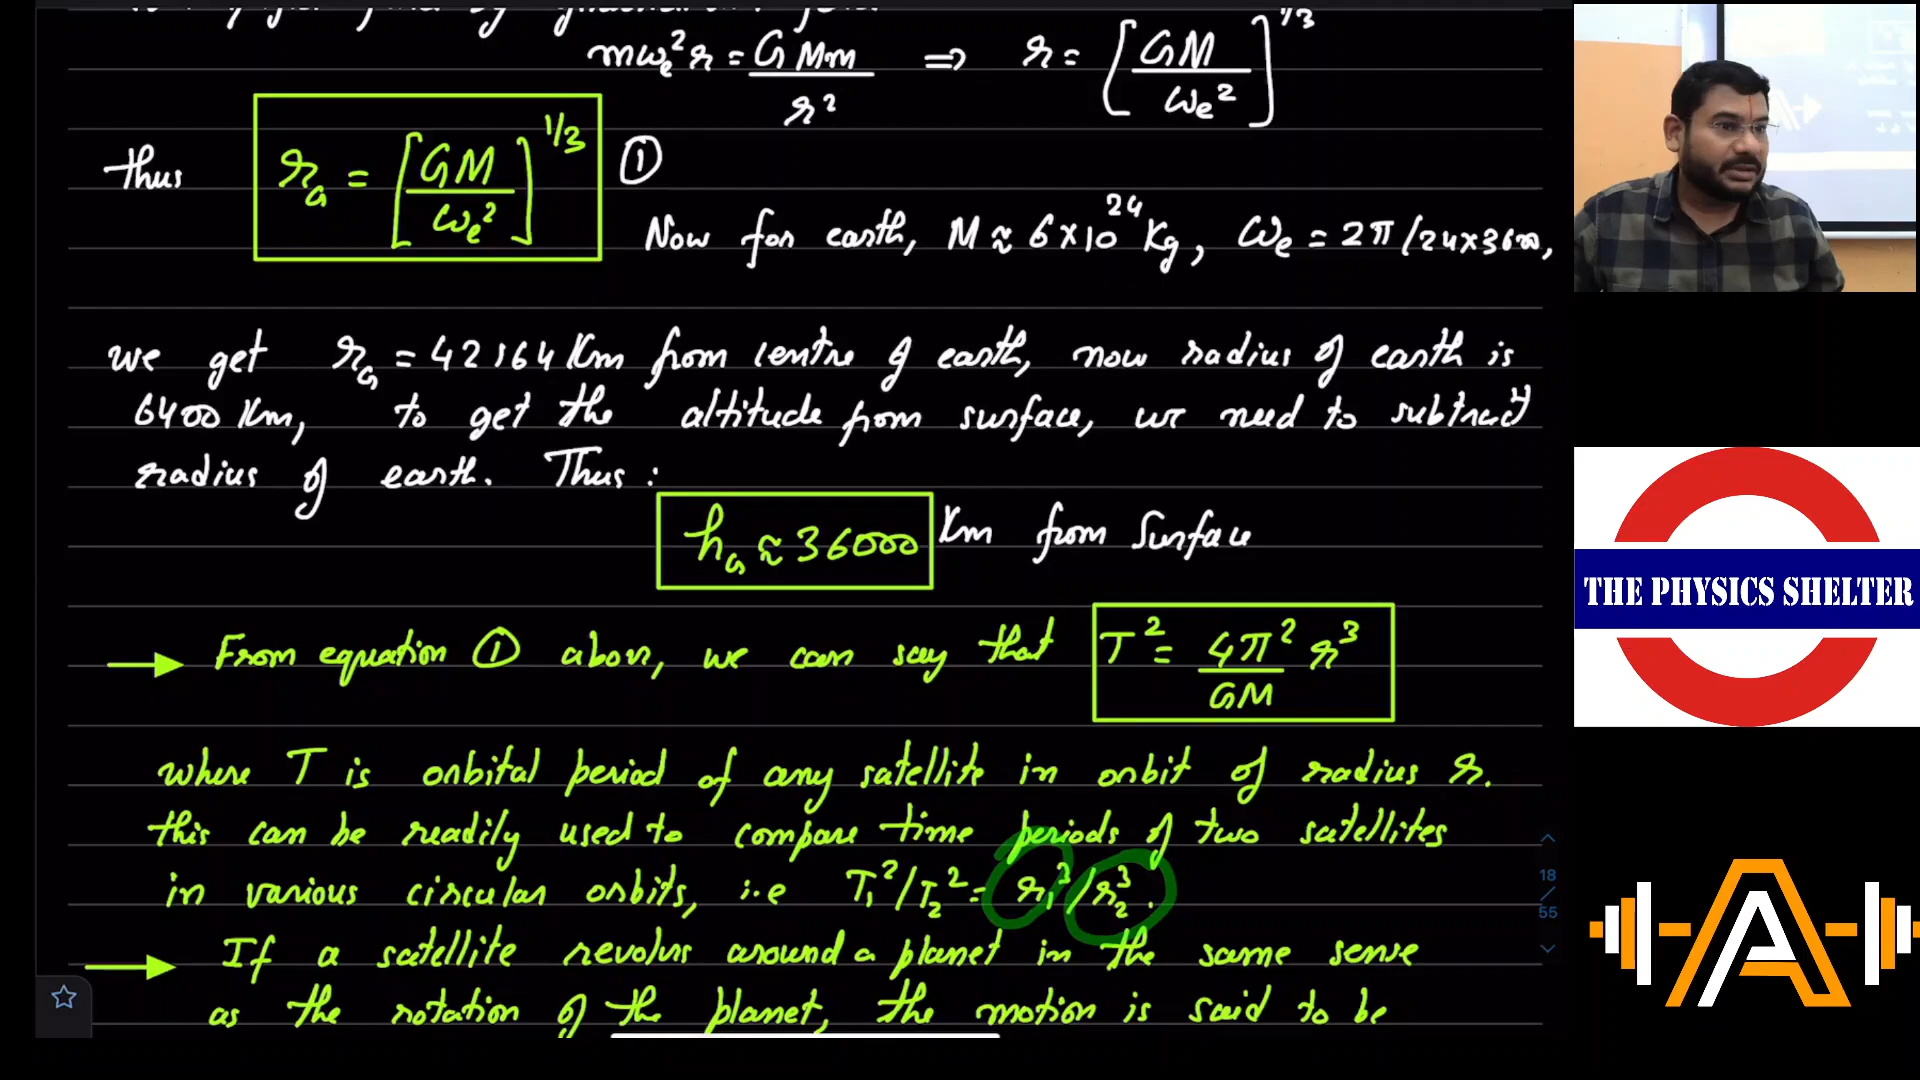 mωe²r = GMm/r² ⇒ r = [GM/ωe²]^1/3
thus rG = [GM/ωe²]^1/3 ①
Now for earth, M ≈ 6×10²⁴ Kg, ωe = 2π/24×3600,
we get rG = 42164 Km from centre of earth, now radius of earth is
6400 Km, to get the altitude from surface, we need to subtract
radius of earth. Thus :
hG ≈ 36000 Km from Surface
→ From equation ① above, we can say that T² = 4π²/GM r³
where T is orbital period of any satellite in orbit of radius r.
this can be readily used to compare time periods of two satellites
in various circular orbits, i.e T₁²/T₂² = r₁³/r₂³.
→ If a satellite revolves around a planet in the same sense
as the rotation of the planet, the motion is said to be
THE PHYSICS SHELTER
18
55